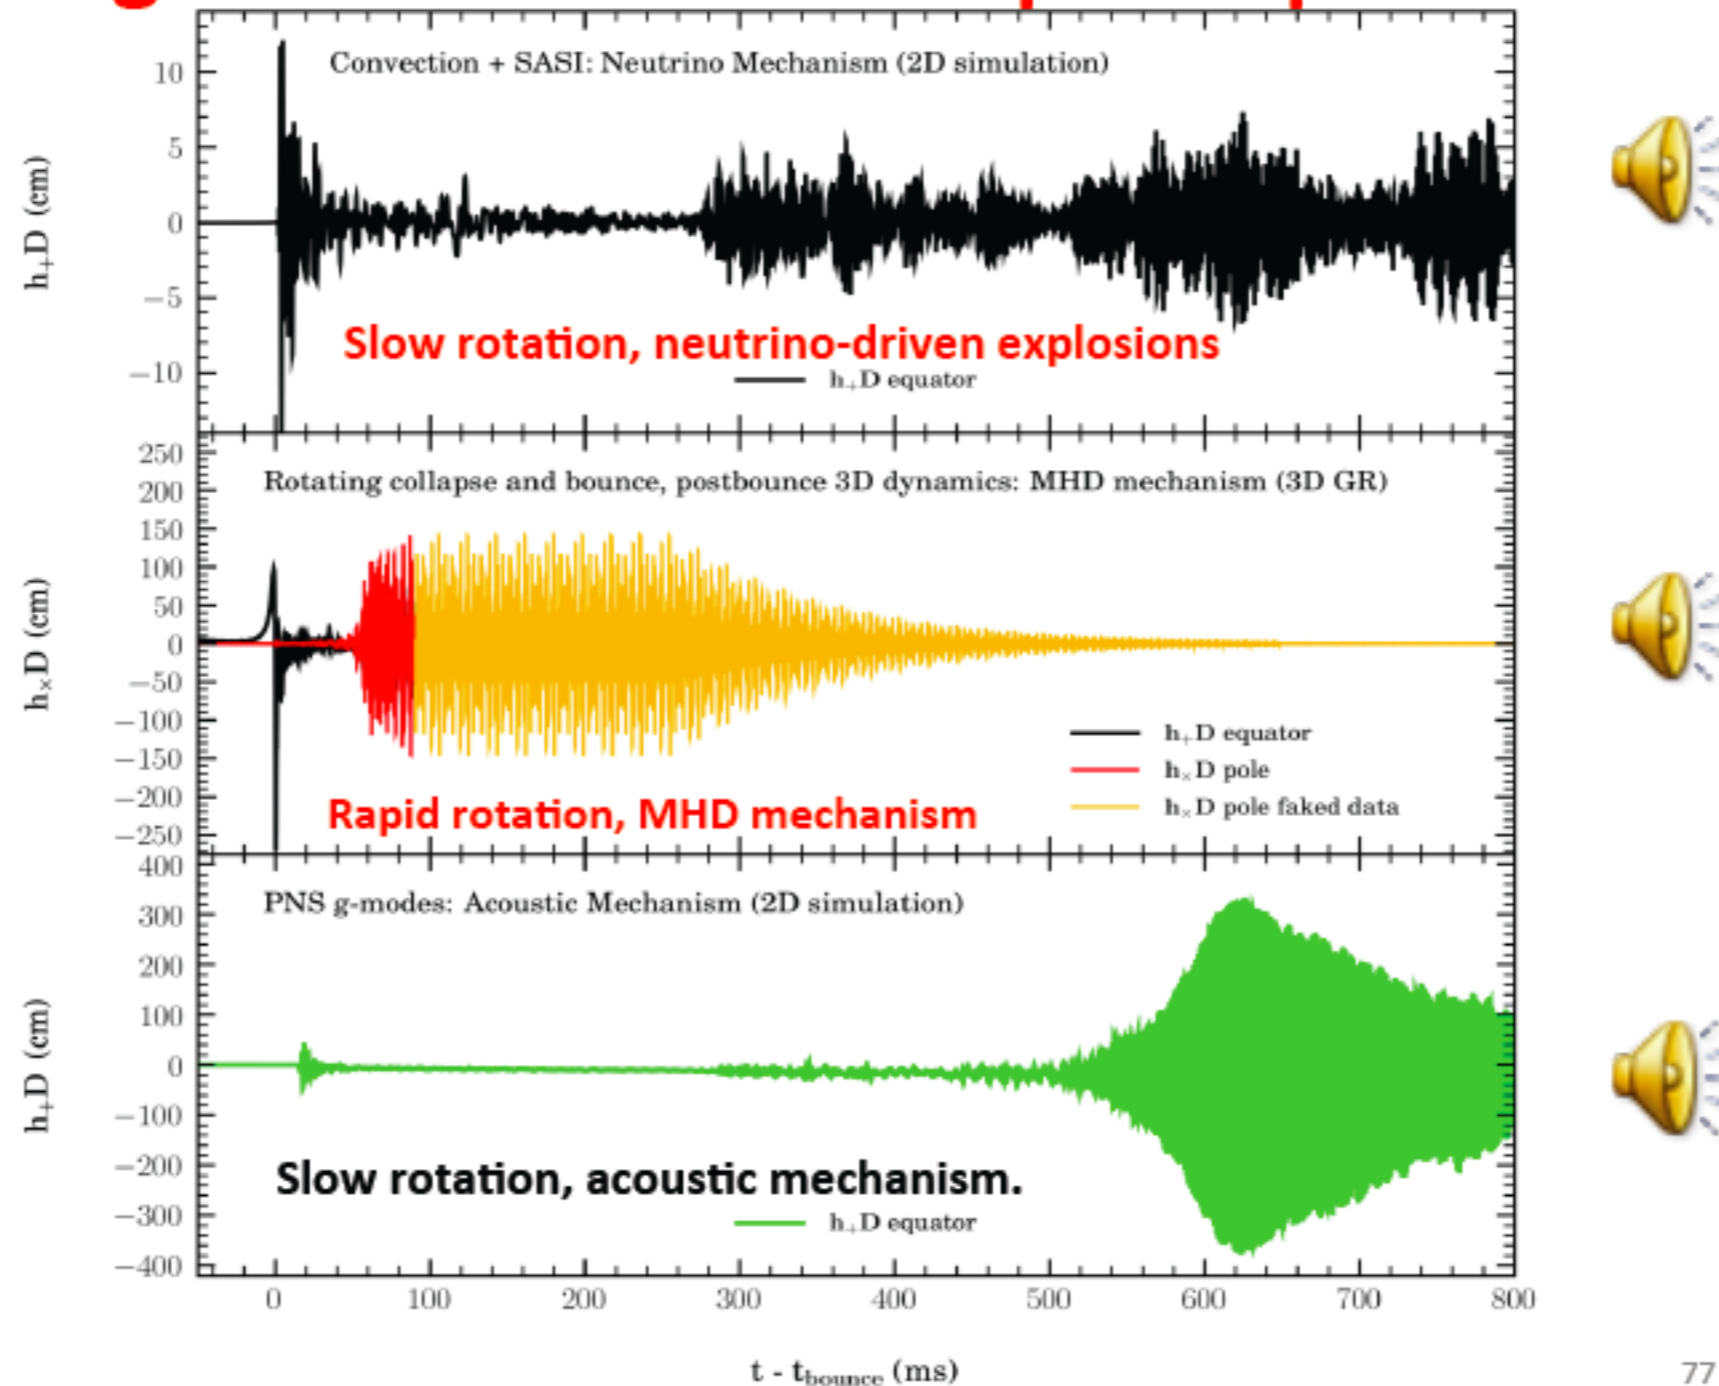 10
5
0
−5
−10
h₊D (cm)
Convection + SASI: Neutrino Mechanism (2D simulation)
Slow rotation, neutrino-driven explosions
h₊D equator
250
200
150
100
50
0
−50
−100
−150
−200
−250
h×D (cm)
Rotating collapse and bounce, postbounce 3D dynamics: MHD mechanism (3D GR)
h₊D equator
h×D pole
h×D pole faked data
Rapid rotation, MHD mechanism
400
300
200
100
0
−100
−200
−300
−400
h₊D (cm)
PNS g-modes: Acoustic Mechanism (2D simulation)
Slow rotation, acoustic mechanism.
h₊D equator
0 100 200 300 400 500 600 700 800
t - t_bounce (ms)
77